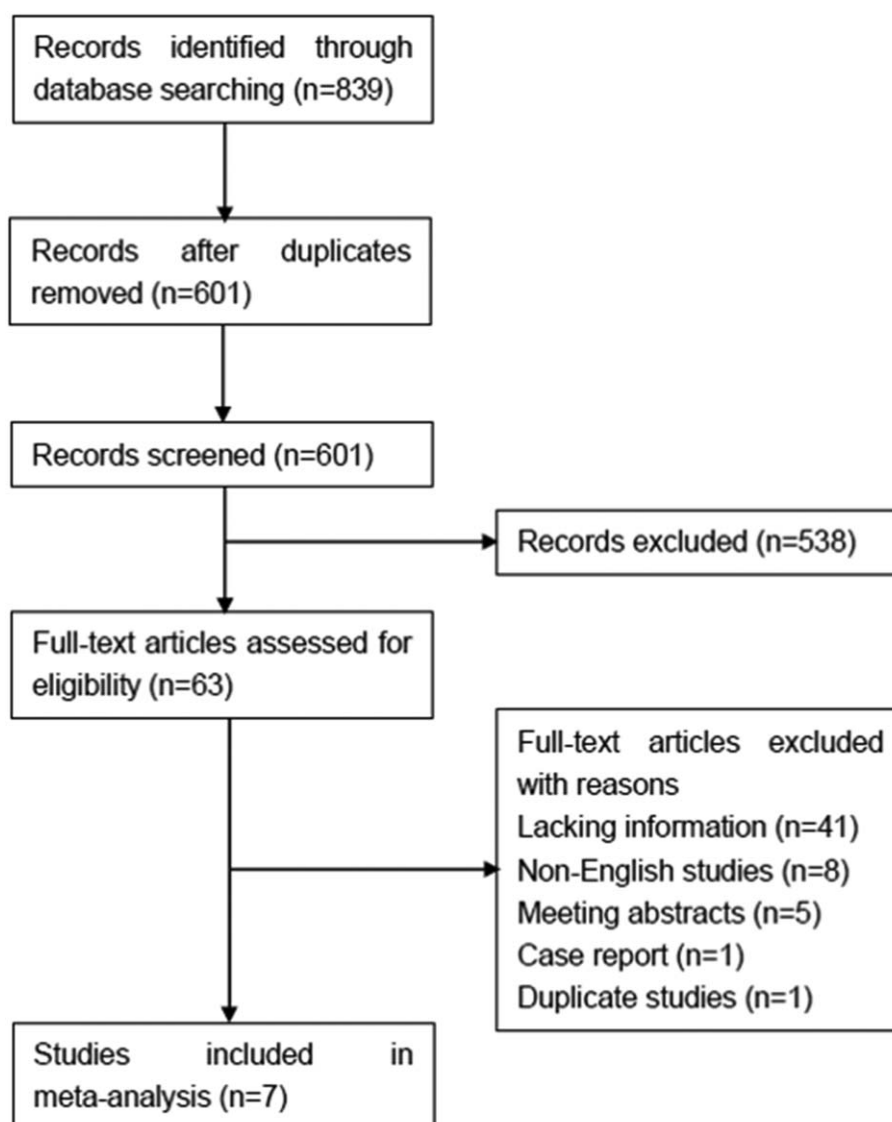 Records identified through
database searching (n=839)
Records after duplicates
removed (n=601)
Records screened (n=601)
Records excluded (n=538)
Full-text articles assessed for
eligibility (n=63)
Full-text articles excluded
with reasons
Lacking information (n=41)
Non-English studies (n=8)
Meeting abstracts (n=5)
Case report (n=1)
Duplicate studies (n=1)
Studies included in
meta-analysis (n=7)